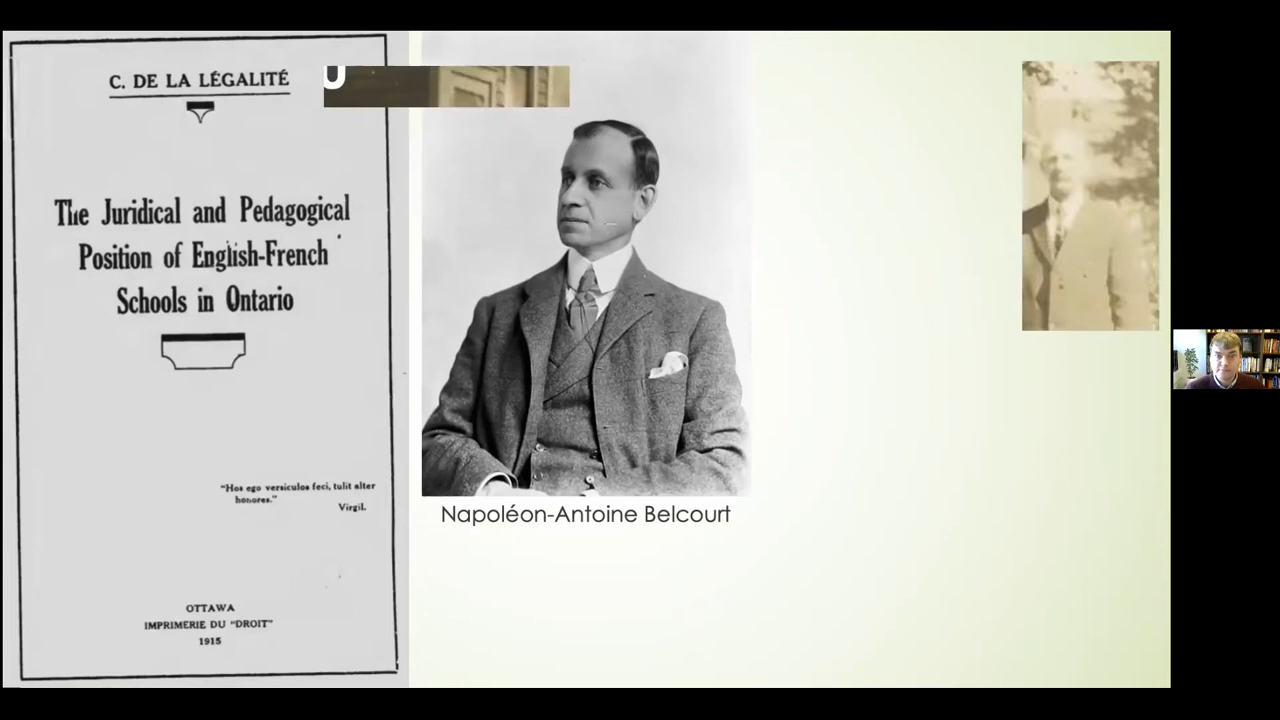 C. DE LA LÉGALITÉ
The Juridical and Pedagogical
Position of English-French
Schools in Ontario
"Hos ego versiculos feci, tulit alter
honores."
Virgil.
OTTAWA
IMPRIMERIE DU "DROIT"
1915
Napoléon-Antoine Belcourt